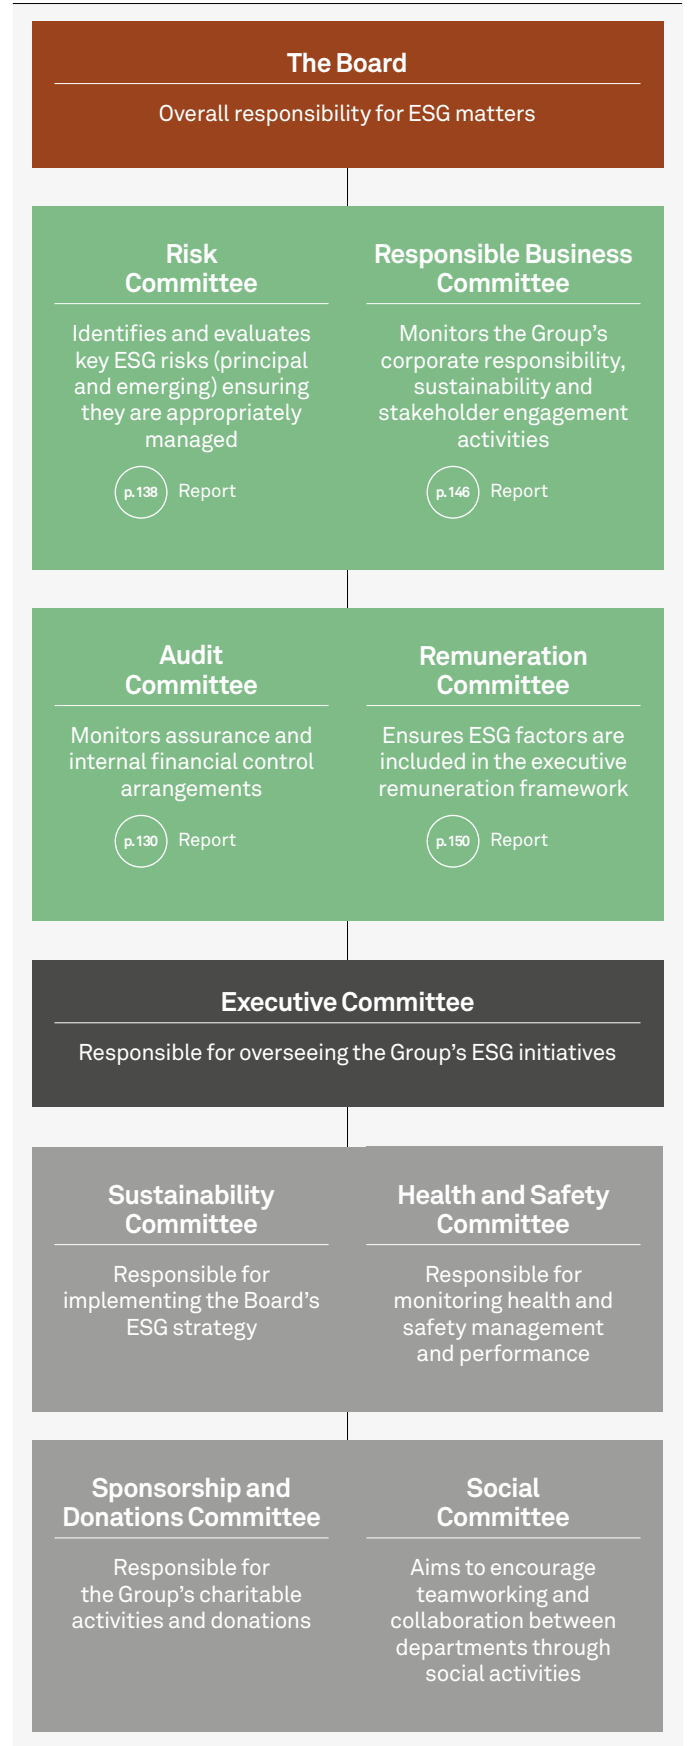 The Board
Overall responsibility for ESG matters
Risk
Committee
Identifies and evaluates
key ESG risks (principal
and emerging) ensuring
they are appropriately
managed
p.138 Report
Responsible Business
Committee
Monitors the Group’s
corporate responsibility,
sustainability and
stakeholder engagement
activities
p.146 Report
Audit
Committee
Monitors assurance and
internal financial control
arrangements
p.130 Report
Remuneration
Committee
Ensures ESG factors are
included in the executive
remuneration framework
p.150 Report
Executive Committee
Responsible for overseeing the Group’s ESG initiatives
Sustainability
Committee
Responsible for
implementing the Board’s
ESG strategy
Health and Safety
Committee
Responsible for
monitoring health and
safety management
and performance
Sponsorship and
Donations Committee
Responsible for
the Group’s charitable
activities and donations
Social
Committee
Aims to encourage
teamworking and
collaboration between
departments through
social activities